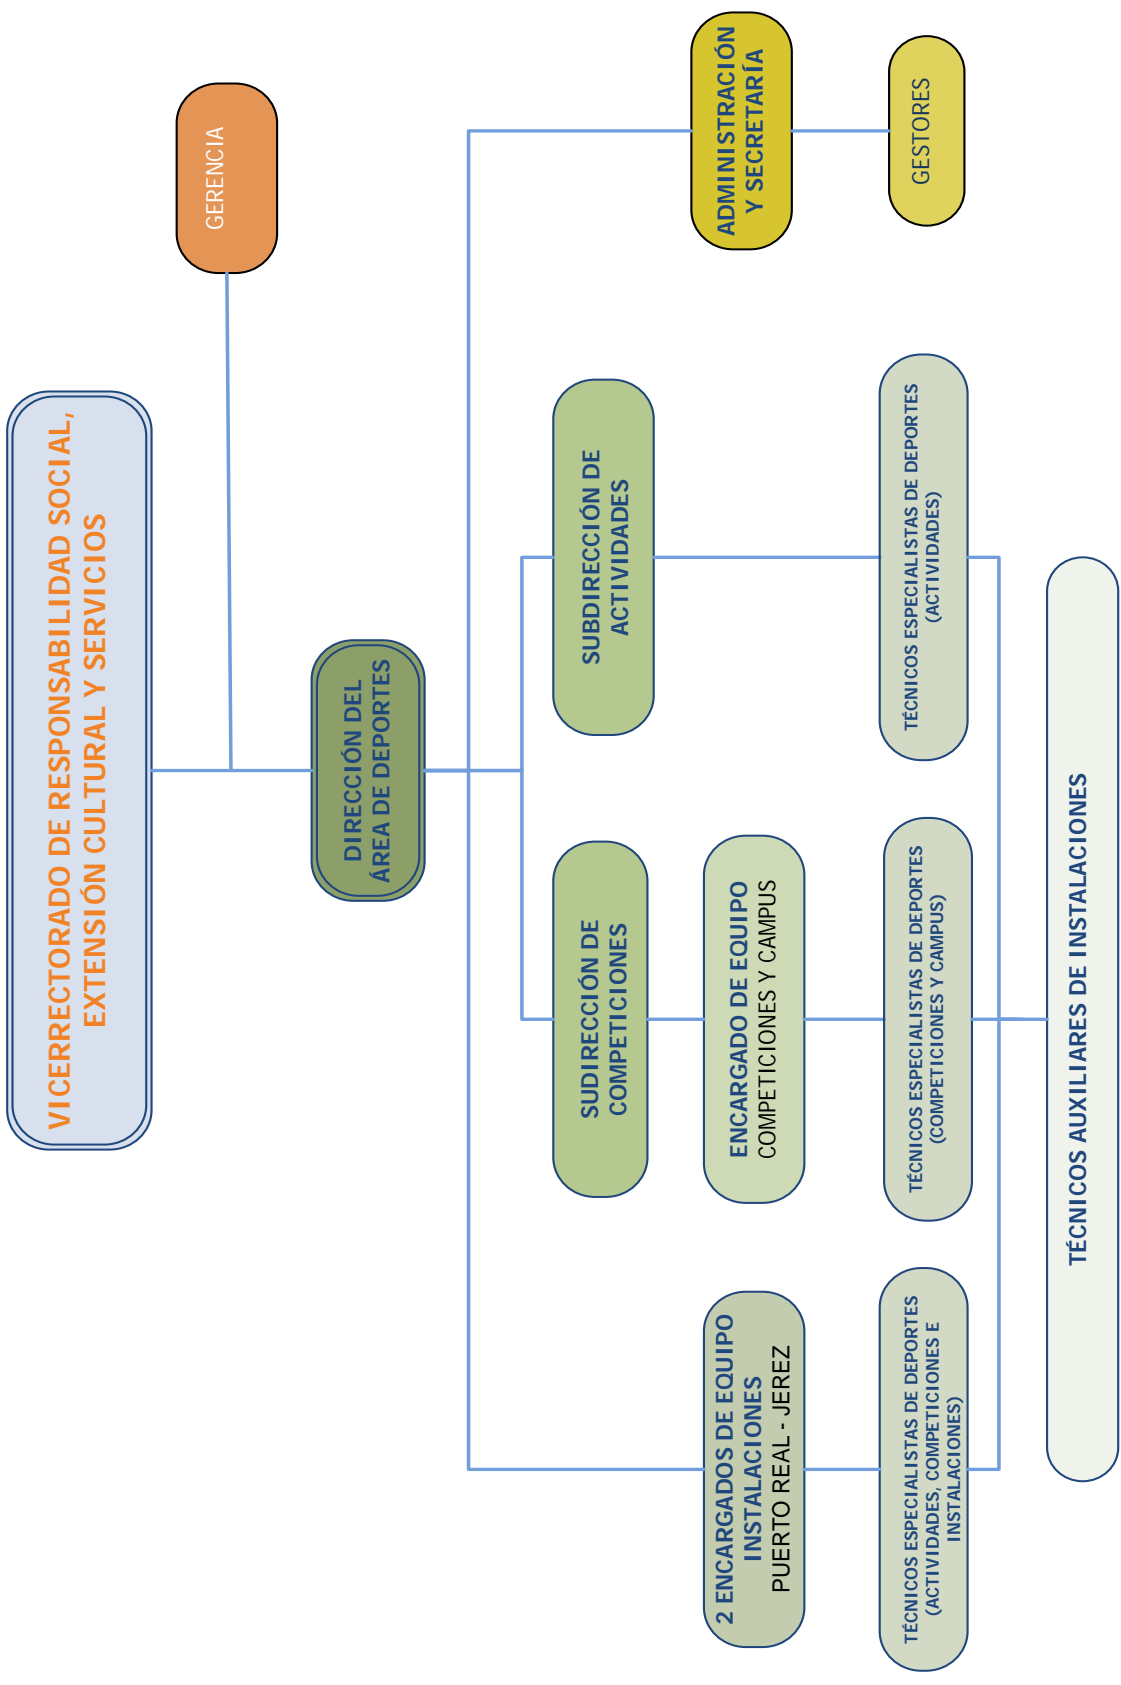 VICERRECTORADO DE RESPONSABILIDAD SOCIAL,
EXTENSIÓN CULTURAL Y SERVICIOS
GERENCIA
DIRECCIÓN DEL
ÁREA DE DEPORTES
SUDIRECCIÓN DE
COMPETICIONES
SUBDIRECCIÓN DE
ACTIVIDADES
2 ENCARGADOS DE EQUIPO
INSTALACIONES
PUERTO REAL - JEREZ
ENCARGADO DE EQUIPO
COMPETICIONES Y CAMPUS
ADMINISTRACIÓN
Y SECRETARÍA
TÉCNICOS ESPECIALISTAS DE DEPORTES
(ACTIVIDADES, COMPETICIONES E
INSTALACIONES)
TÉCNICOS ESPECIALISTAS DE DEPORTES
(COMPETICIONES Y CAMPUS)
TÉCNICOS ESPECIALISTAS DE DEPORTES
(ACTIVIDADES)
GESTORES
TÉCNICOS AUXILIARES DE INSTALACIONES